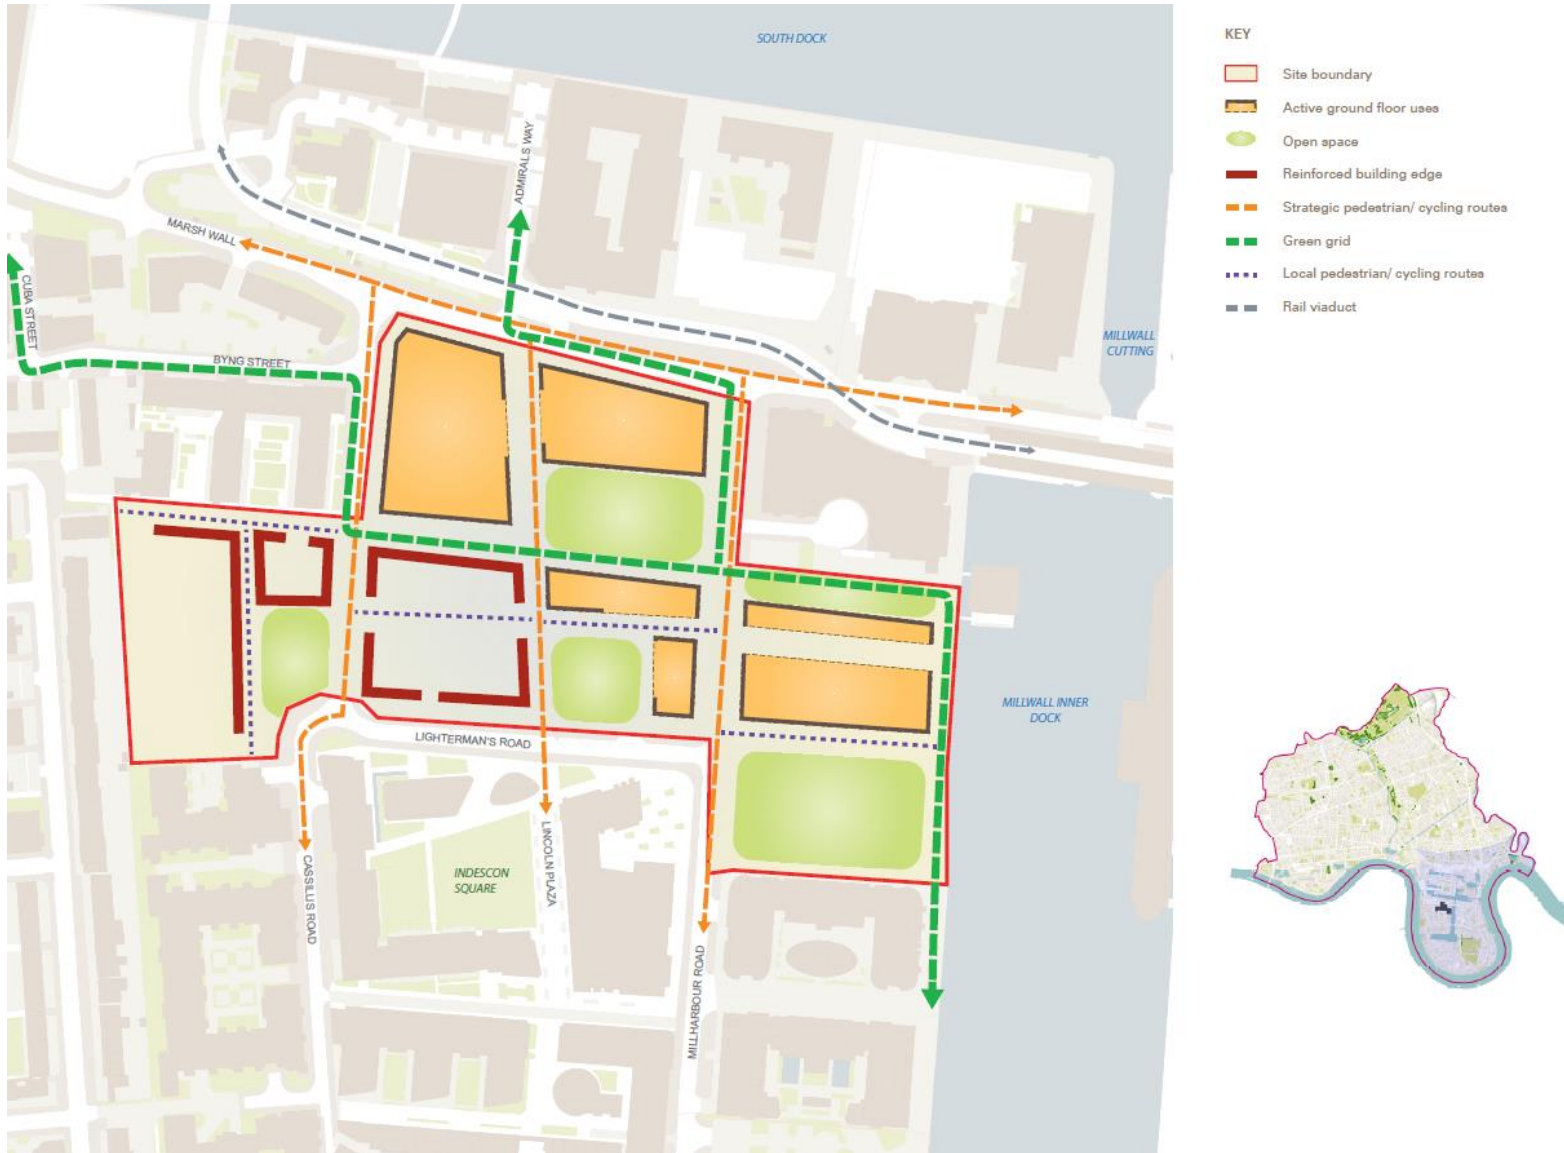 SOUTH DOCK
ADMIRALS WAY
MARSH WALL
CUBA STREET
BYNG STREET
MILLWALL
CUTTING
MILLWALL INNER
DOCK
LIGHTERMAN'S ROAD
LINCOLN PLAZA
INDESCON
SQUARE
CASSILIS ROAD
MILLHARBOUR ROAD
KEY
Site boundary
Active ground floor uses
Open space
Reinforced building edge
Strategic pedestrian/ cycling routes
Green grid
Local pedestrian/ cycling routes
Rail viaduct